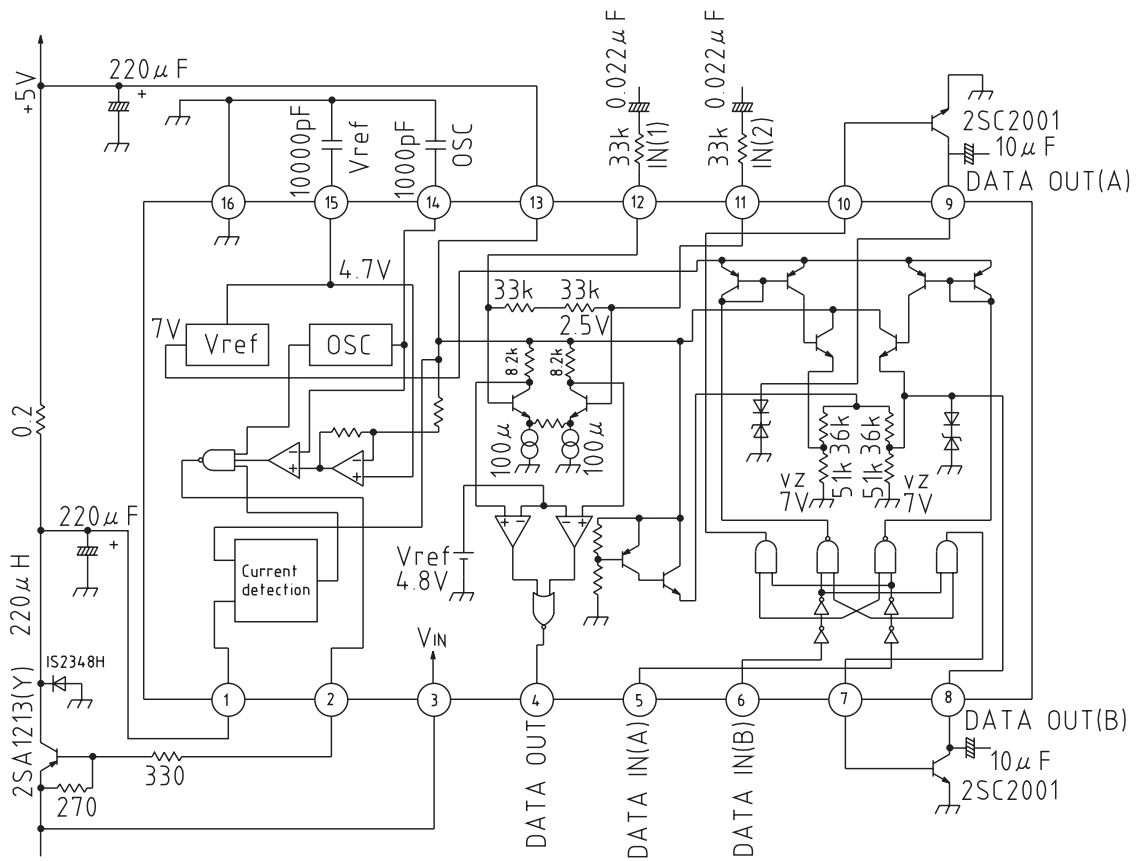 +5V
220μF
+
10000pF
Vref
1000pF
OSC
0.022μF
33k
IN(1)
0.022μF
33k
IN(2)
2SC2001
10μF
DATA OUT(A)
16
15
14
13
12
11
10
9
4.7V
7V
Vref
OSC
33k
33k
2.5V
8.2k
8.2k
100μ
100μ
0.2
− +
− +
36k
36k
51k
51k
VZ
7V
VZ
7V
220μF
+
220μH
Current
detection
Vref
4.8V
+ −
− +
VIN
IS2348H
2SA1213(Y)
1
2
3
4
5
6
7
8
330
270
DATA OUT
DATA IN(A)
DATA IN(B)
DATA OUT(B)
10μF
2SC2001